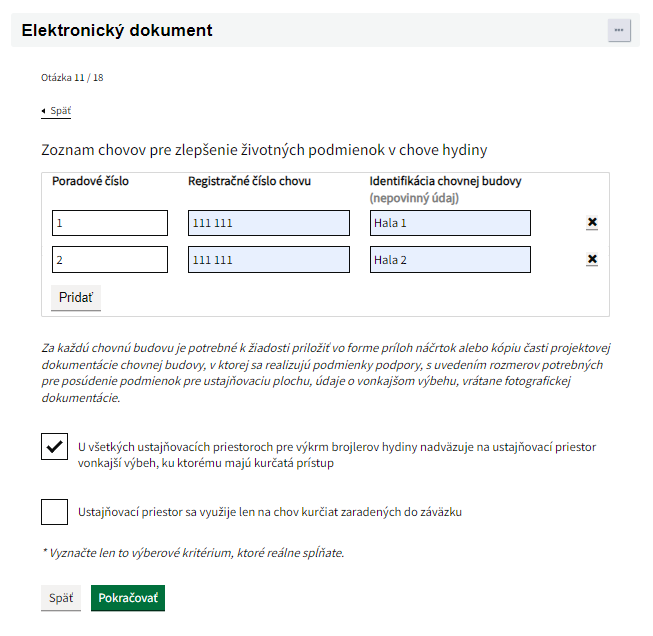 Elektronický dokument
...
Otázka 11 / 18
Späť
Zoznam chovov pre zlepšenie životných podmienok v chove hydiny
Poradové číslo Registračné číslo chovu Identifikácia chovnej budovy
(nepovinný údaj)
1 111 111 Hala 1
2 111 111 Hala 2
Pridať
Za každú chovnú budovu je potrebné k žiadosti priložiť vo forme príloh náčrtok alebo kópiu časti projektovej
dokumentácie chovnej budovy, v ktorej sa realizujú podmienky podpory, s uvedením rozmerov potrebných
pre posúdenie podmienok pre ustajňovaciu plochu, údaje o vonkajšom výbehu, vrátane fotografickej
dokumentácie.
U všetkých ustajňovacích priestoroch pre výkrm brojlerov hydiny nadväzuje na ustajňovací priestor
vonkajší výbeh, ku ktorému majú kurčatá prístup
Ustajňovací priestor sa využije len na chov kurčiat zaradených do záväzku
* Vyznačte len to výberové kritérium, ktoré reálne spĺňate.
Späť Pokračovať